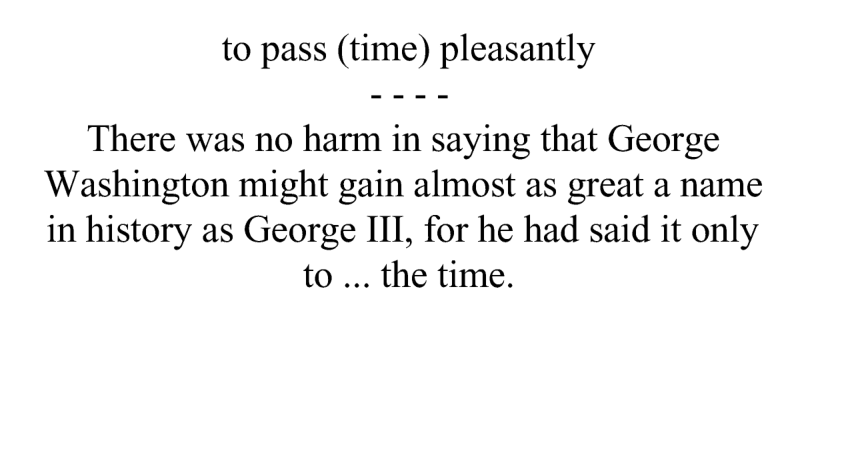 to pass (time) pleasantly
- - - -
There was no harm in saying that George
Washington might gain almost as great a name
in history as George III, for he had said it only
to ... the time.